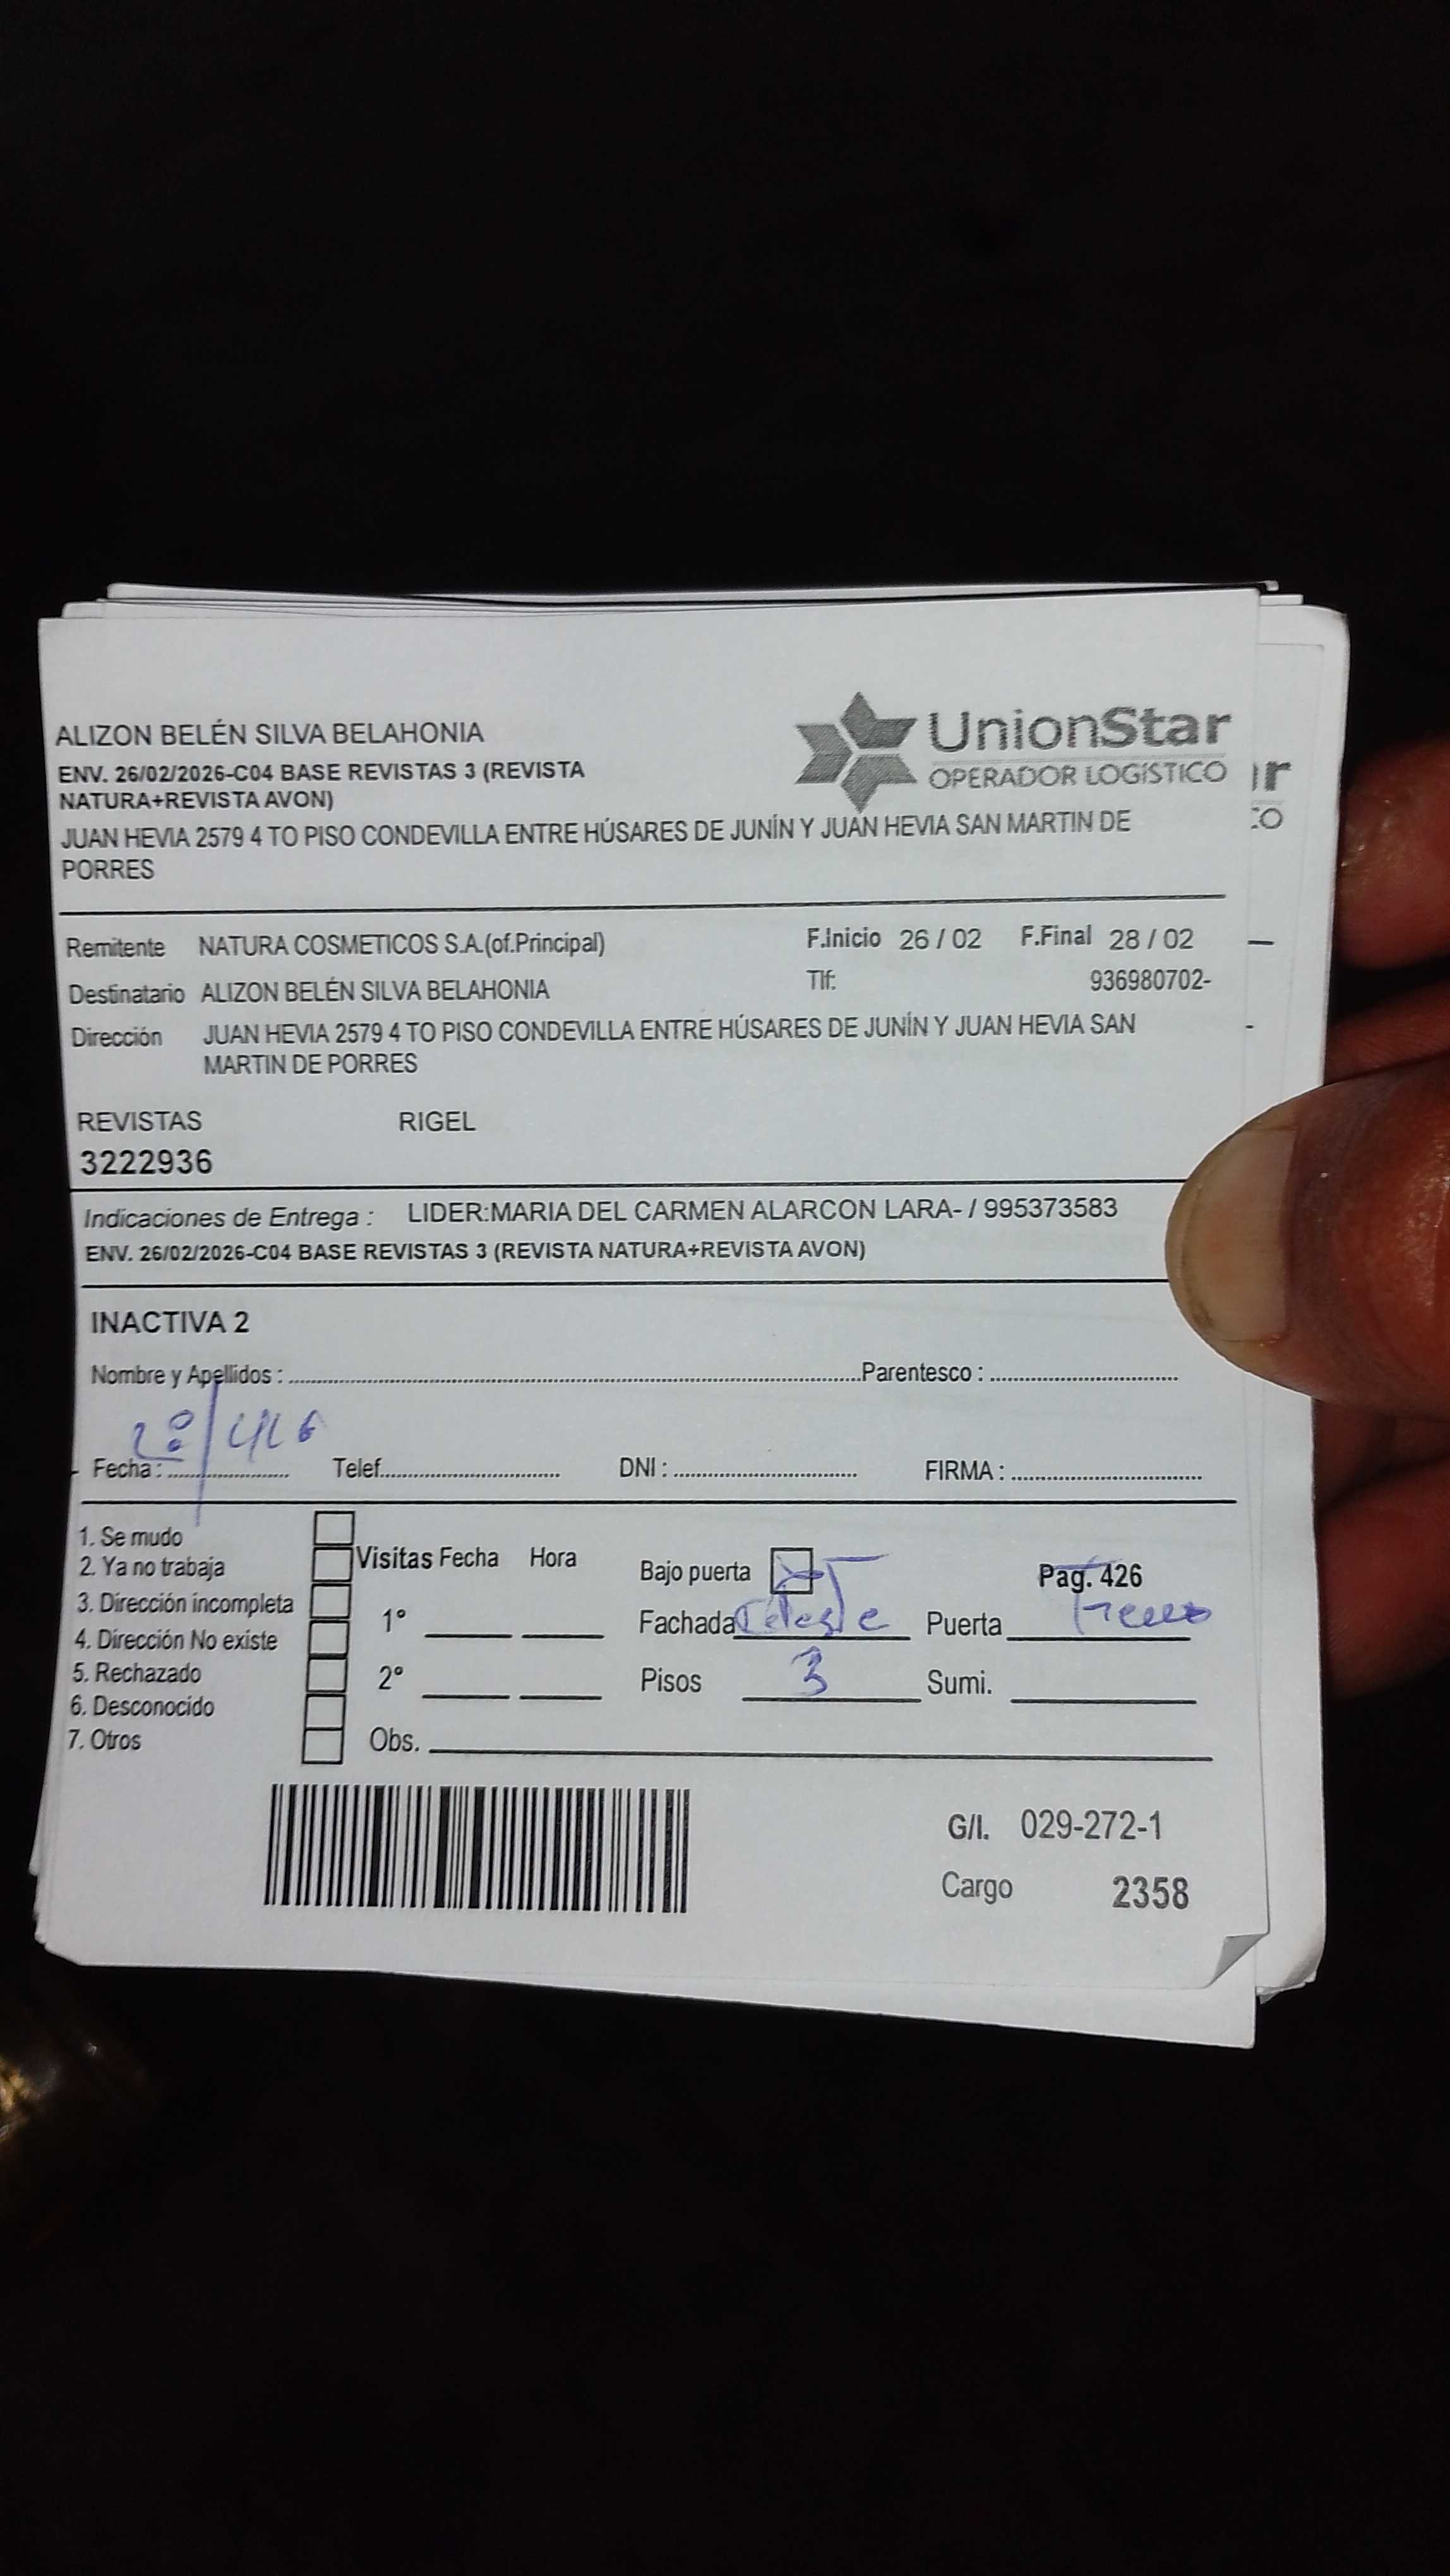 ALIZON BELÉN SILVA BELAHONIA
UnionStar
OPERADOR LOGÍSTICO
ENV. 26/02/2026-C04 BASE REVISTAS 3 (REVISTA
NATURA+REVISTA AVON)
JUAN HEVIA 2579 4 TO PISO CONDEVILLA ENTRE HÚSARES DE JUNÍN Y JUAN HEVIA SAN MARTIN DE
PORRES
Remitente NATURA COSMETICOS S.A.(of.Principal) F.Inicio 26 / 02 F.Final 28 / 02
Destinatario ALIZON BELÉN SILVA BELAHONIA Tlf: 936980702-
Dirección JUAN HEVIA 2579 4 TO PISO CONDEVILLA ENTRE HÚSARES DE JUNÍN Y JUAN HEVIA SAN
MARTIN DE PORRES
REVISTAS RIGEL
3222936
Indicaciones de Entrega : LIDER:MARIA DEL CARMEN ALARCON LARA- / 995373583
ENV. 26/02/2026-C04 BASE REVISTAS 3 (REVISTA NATURA+REVISTA AVON)
INACTIVA 2
Nombre y Apellidos : Parentesco :
Fecha : Telef. DNI : FIRMA :
1. Se mudo
2. Ya no trabaja
3. Dirección incompleta
4. Dirección No existe
5. Rechazado
6. Desconocido
7. Otros
Visitas Fecha Hora
1°
2°
Obs.
Bajo puerta Pag. 426
Fachada Celeste Puerta
Pisos 3 Sumi.
G/I. 029-272-1
Cargo 2358